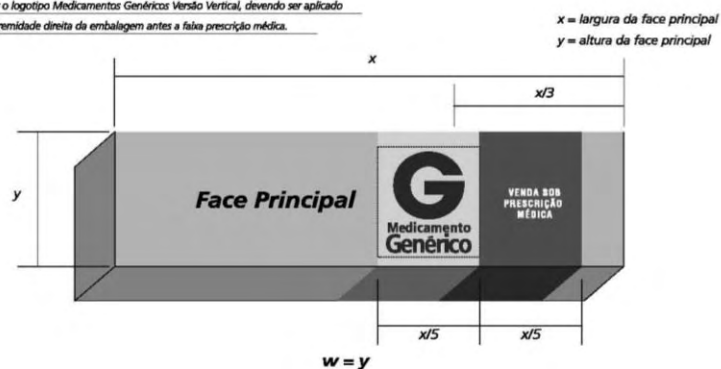 o logotipo Medicamentos Genéricos Versão Vertical, devendo ser aplicado
remidade direita da embalagem antes a faixa prescrição médica.
x = largura da face principal
y = altura da face principal
x
x/3
y
Face Principal
G
Medicamento
Genérico
VENDA SOB
PRESCRIÇÃO
MÉDICA
x/5
x/5
w = y